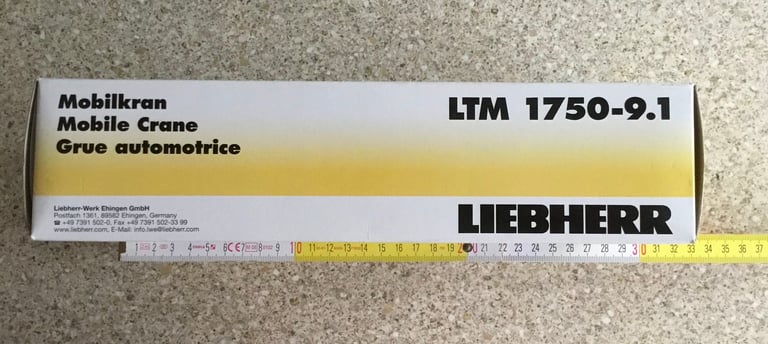 Mobilkran
Mobile Crane
Grue automotrice
LTM 1750-9.1
Liebherr-Werk Ehingen GmbH
Postfach 1361, 89582 Ehingen, Germany
☎ +49 7391 502-0, Fax +49 7391 502-33 99
www.liebherr.com, E-Mail: info.lwe@liebherr.com
LIEBHERR
1 2 3 4 5 6 CE 7 8 9 10 11 12 13 14 15 16 17 18 19 20 21 22 23 24 25 26 27 28 29 30 31 32 33 34 35 36 37